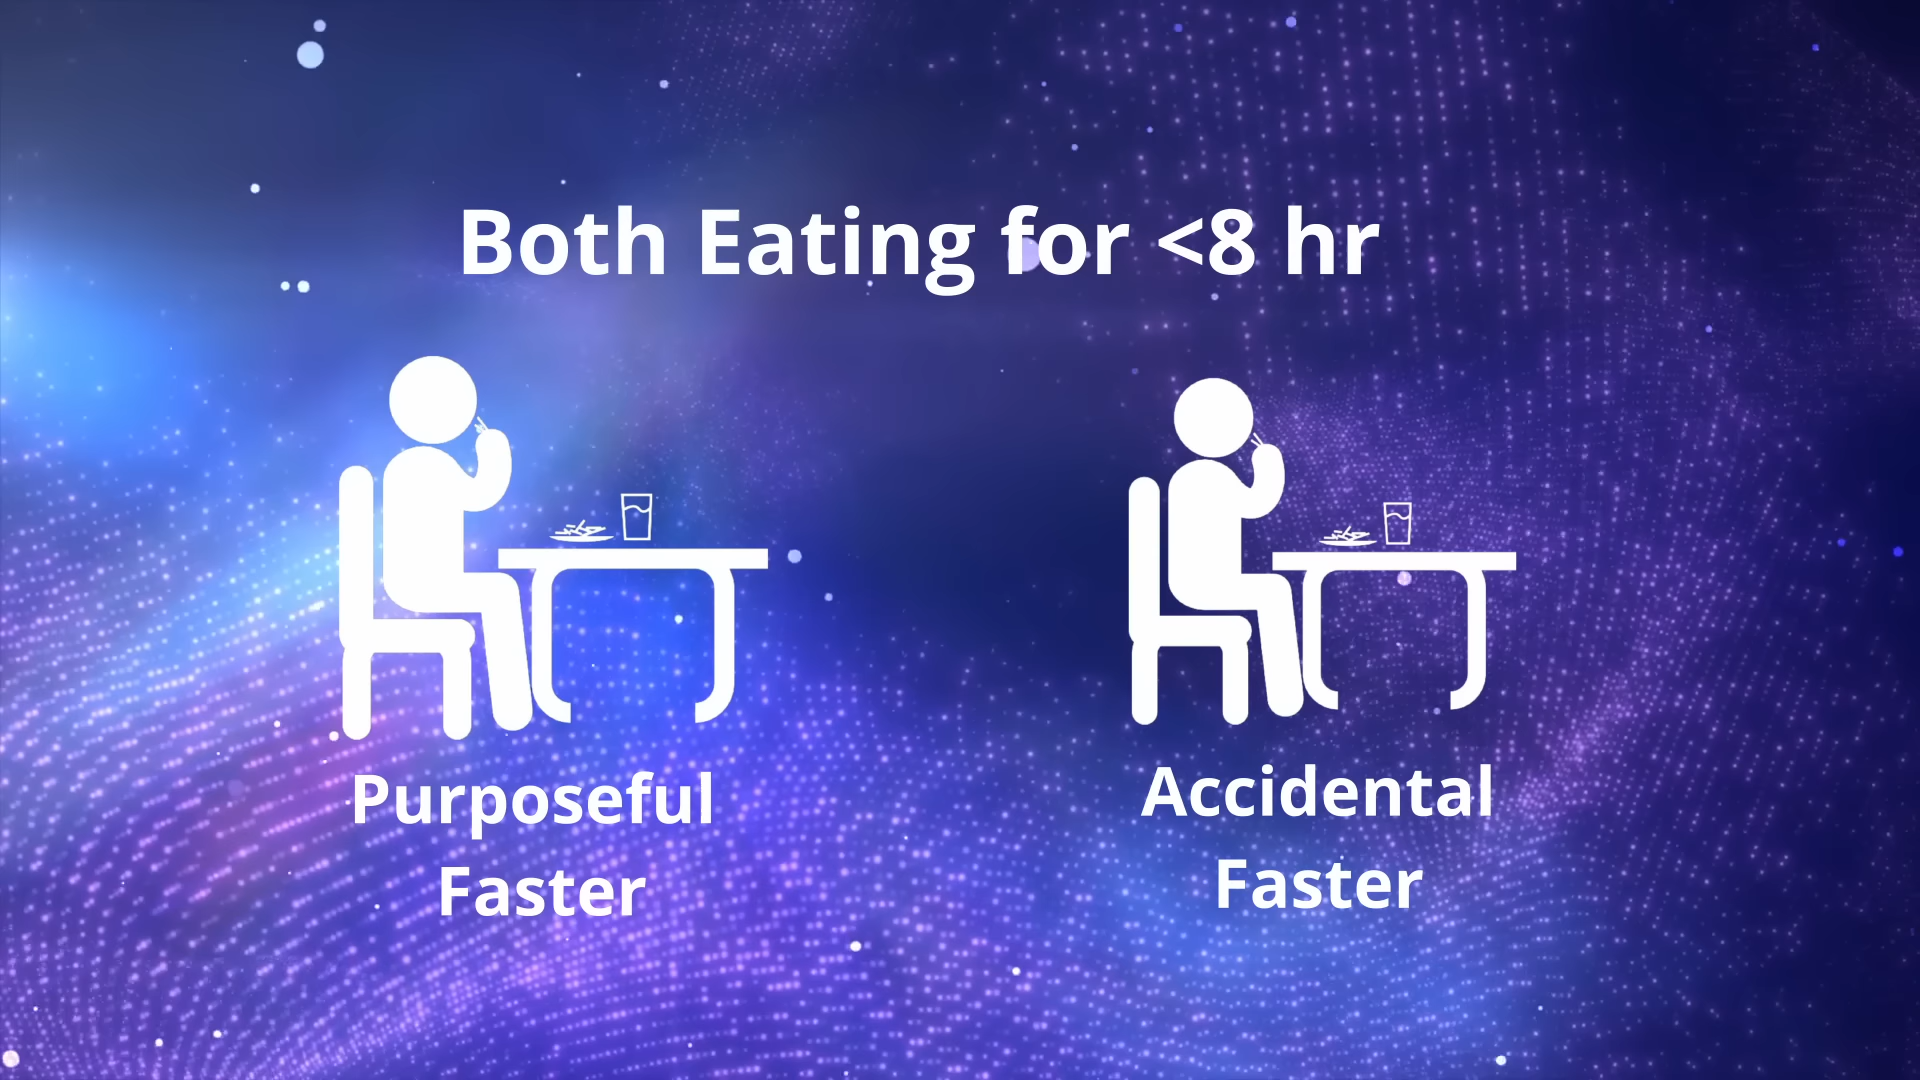 Both Eating for <8 hr
Purposeful
Faster
Accidental
Faster